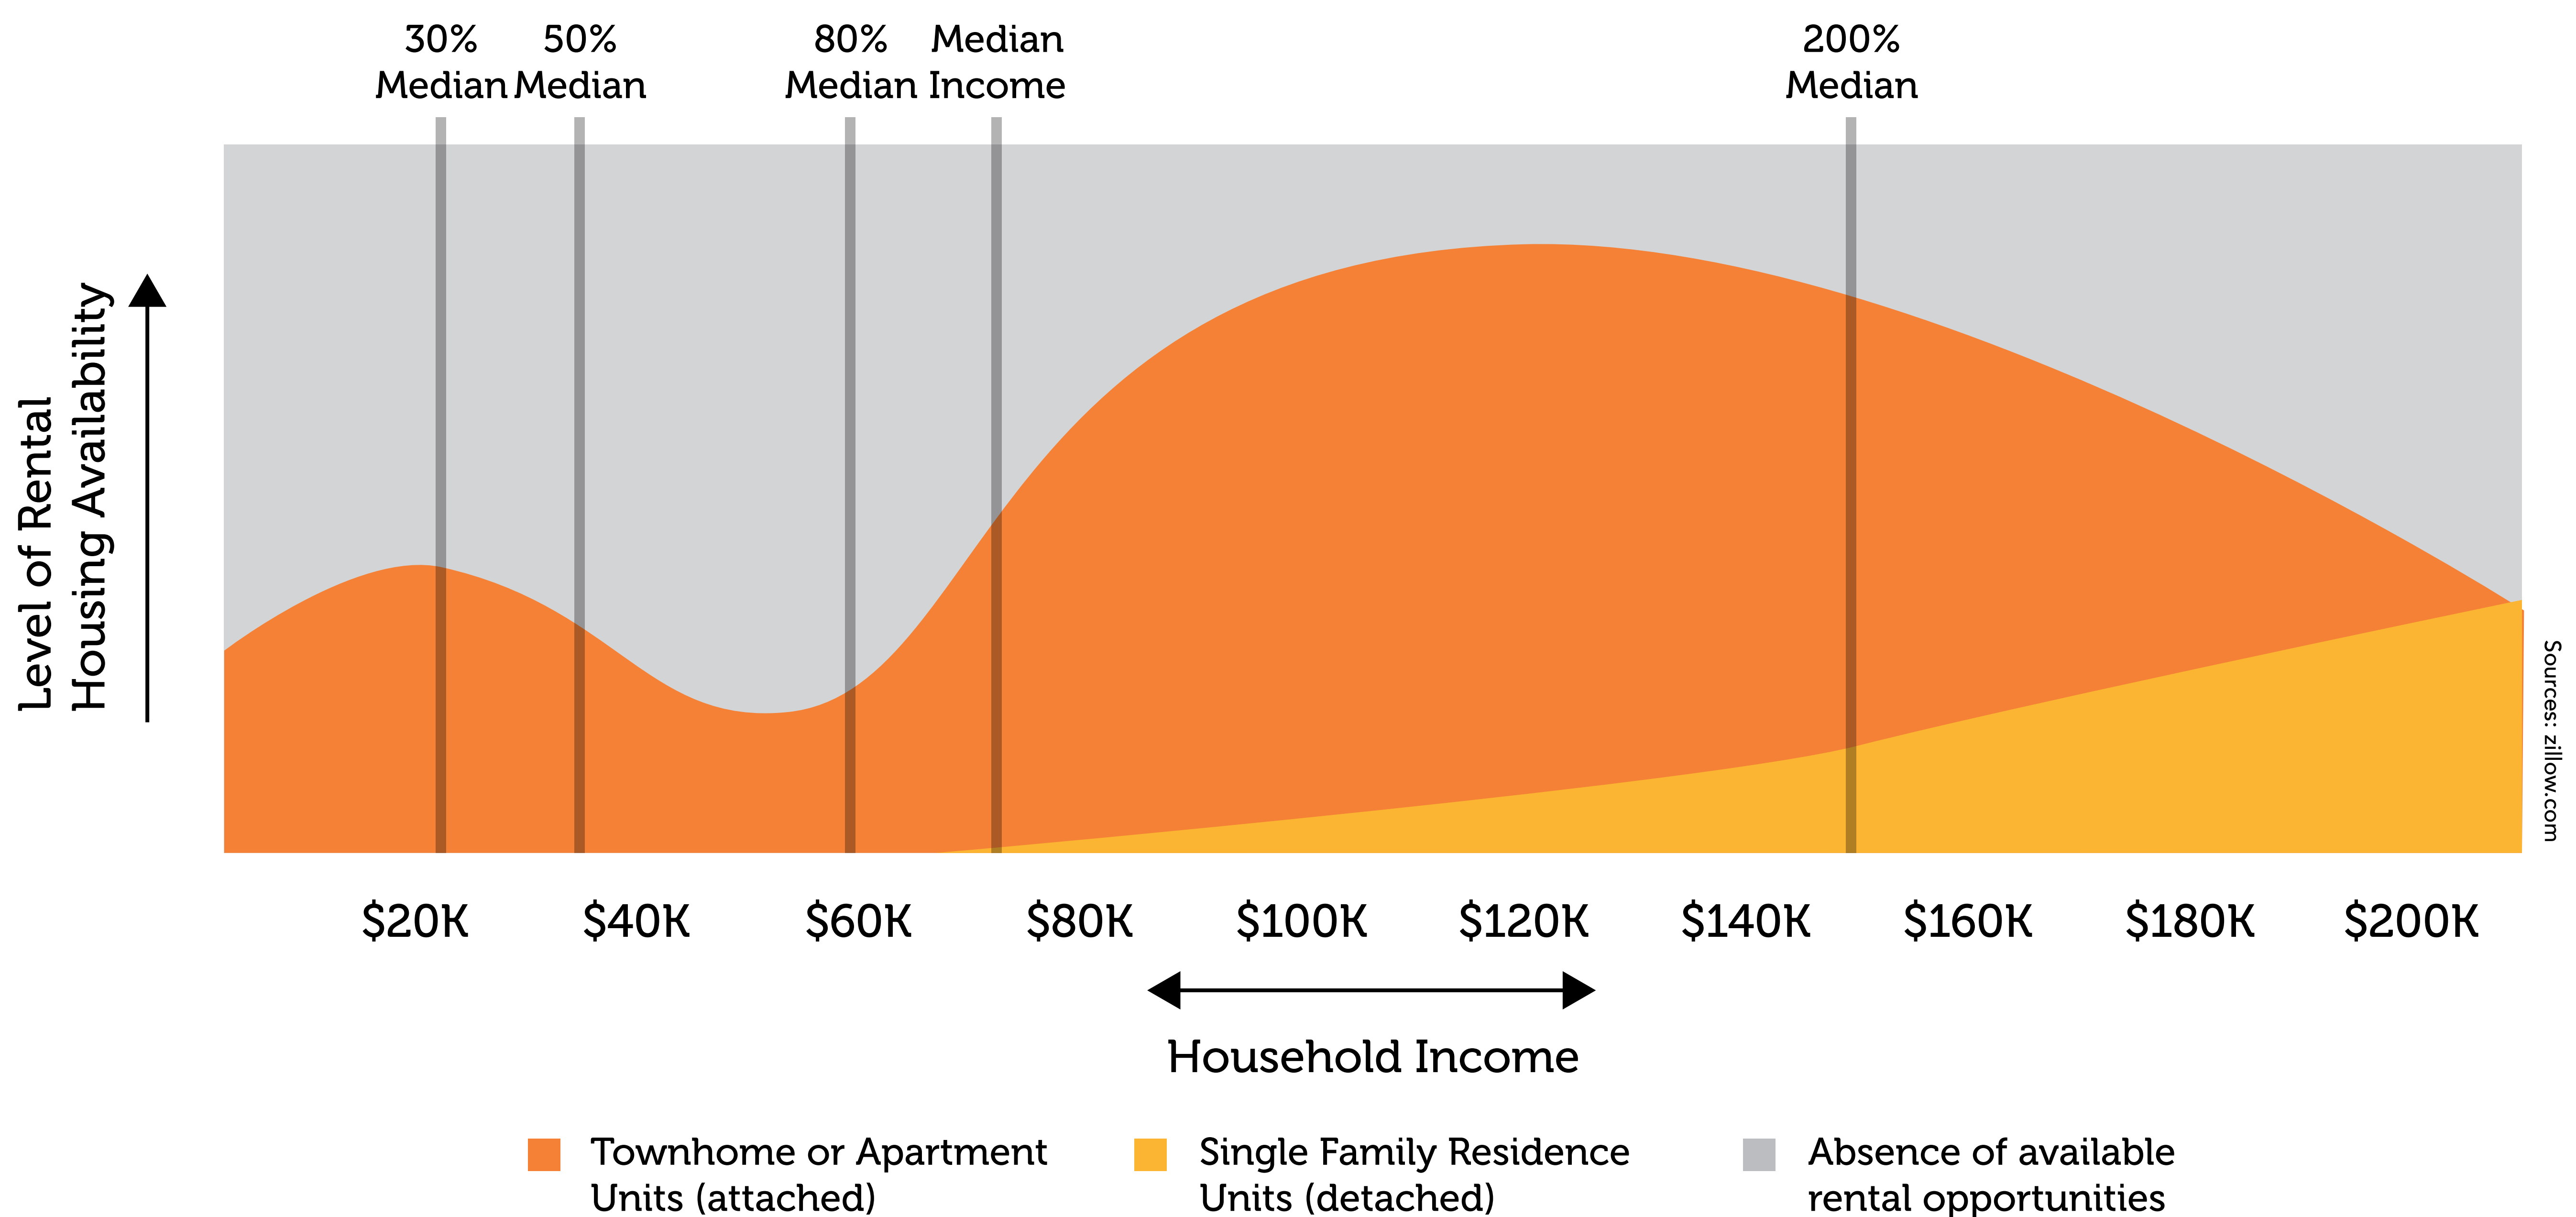 30%
Median
50%
Median
80%
Median
Median
Income
200%
Median
Level of Rental
Housing Availability
$20K
$40K
$60K
$80K
$100K
$120K
$140K
$160K
$180K
$200K
Household Income
Townhome or Apartment
Units (attached)
Single Family Residence
Units (detached)
Absence of available
rental opportunities
Sources: zillow.com